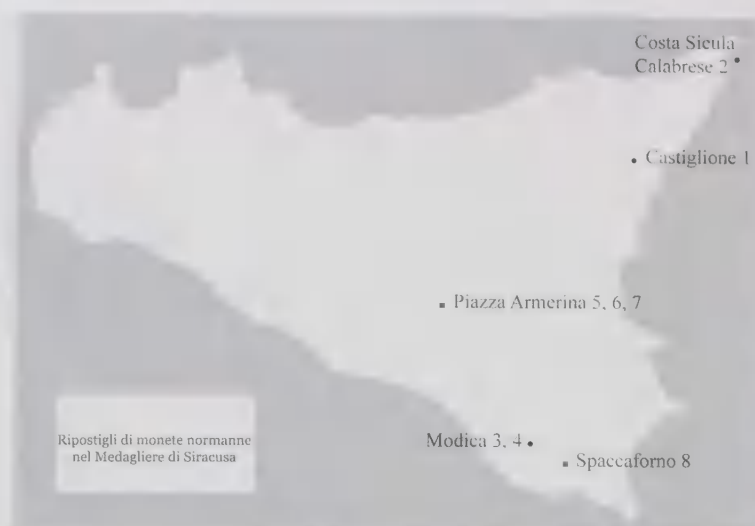 Costa Sicula
Calabrese 2
Castiglione 1
Piazza Armerina 5, 6, 7
Modica 3, 4
Spaccaforno 8
Ripostigli di monete normanne
nel Medagliere di Siracusa